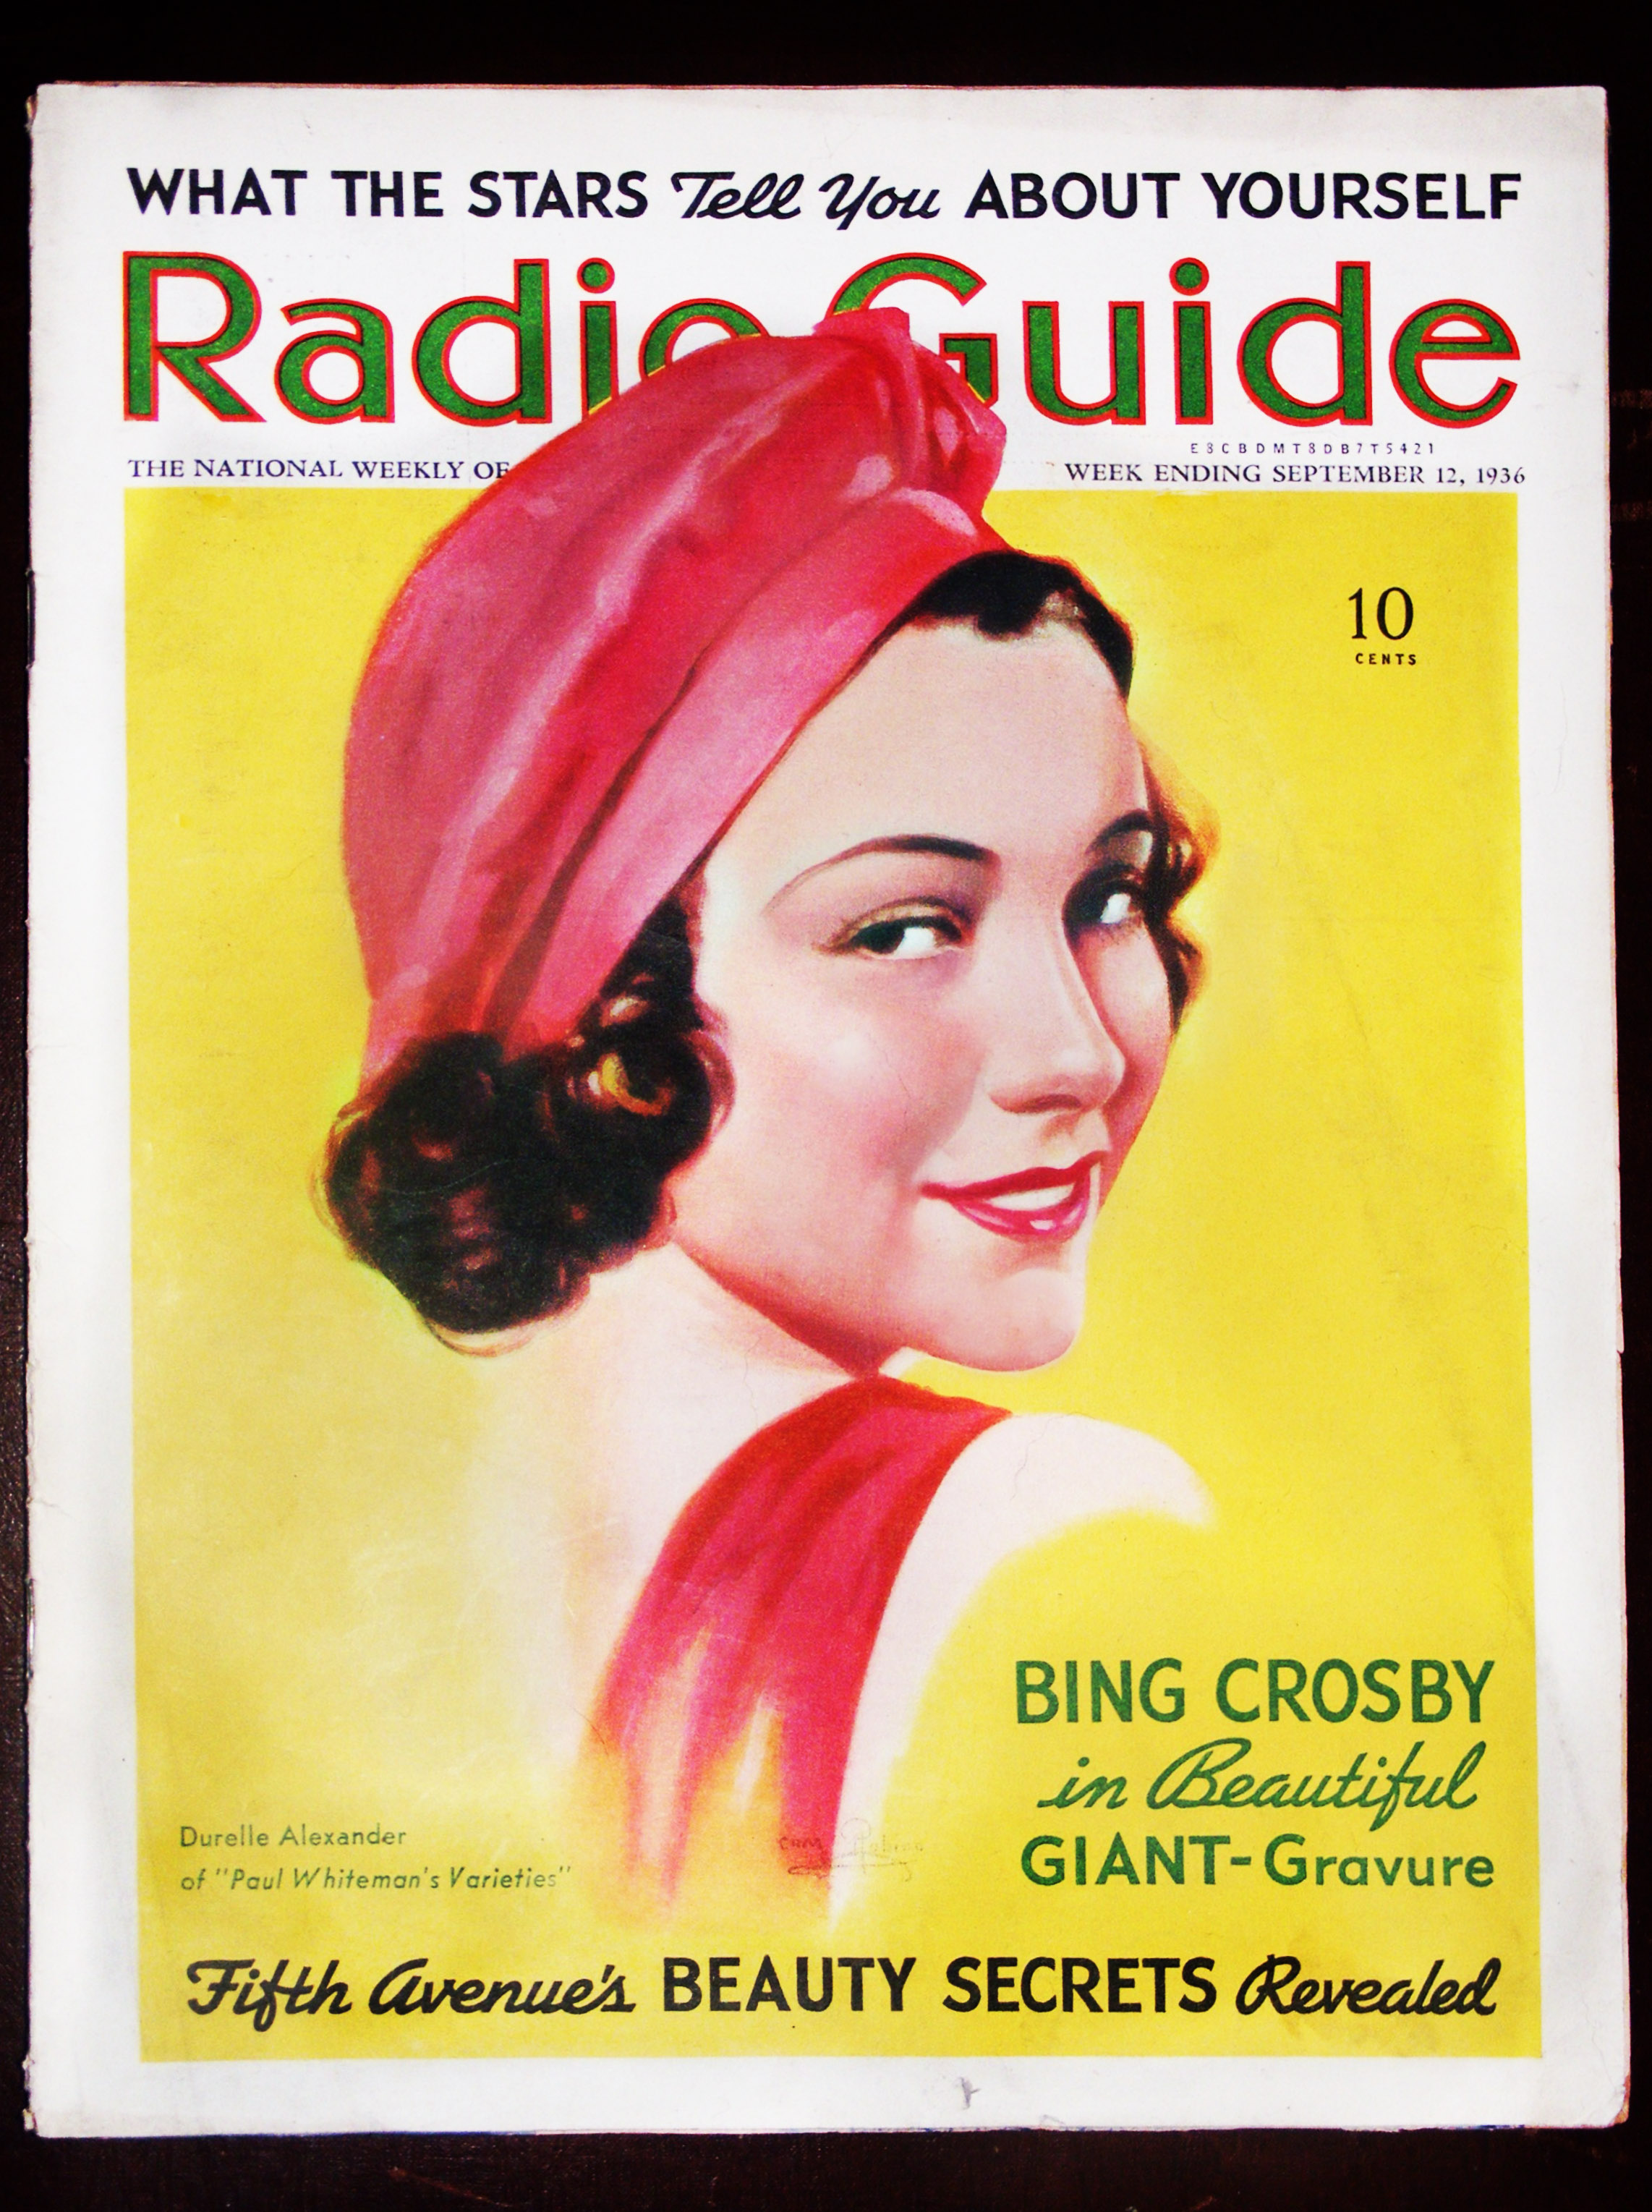 WHAT THE STARS Tell You ABOUT YOURSELF
Radio Guide
E8CBDMT8DB7T5421
THE NATIONAL WEEKLY OF WEEK ENDING SEPTEMBER 12, 1936
10
CENTS
BING CROSBY
in Beautiful
GIANT-Gravure
Durelle Alexander
of "Paul Whiteman's Varieties"
Fifth Avenue's BEAUTY SECRETS Revealed